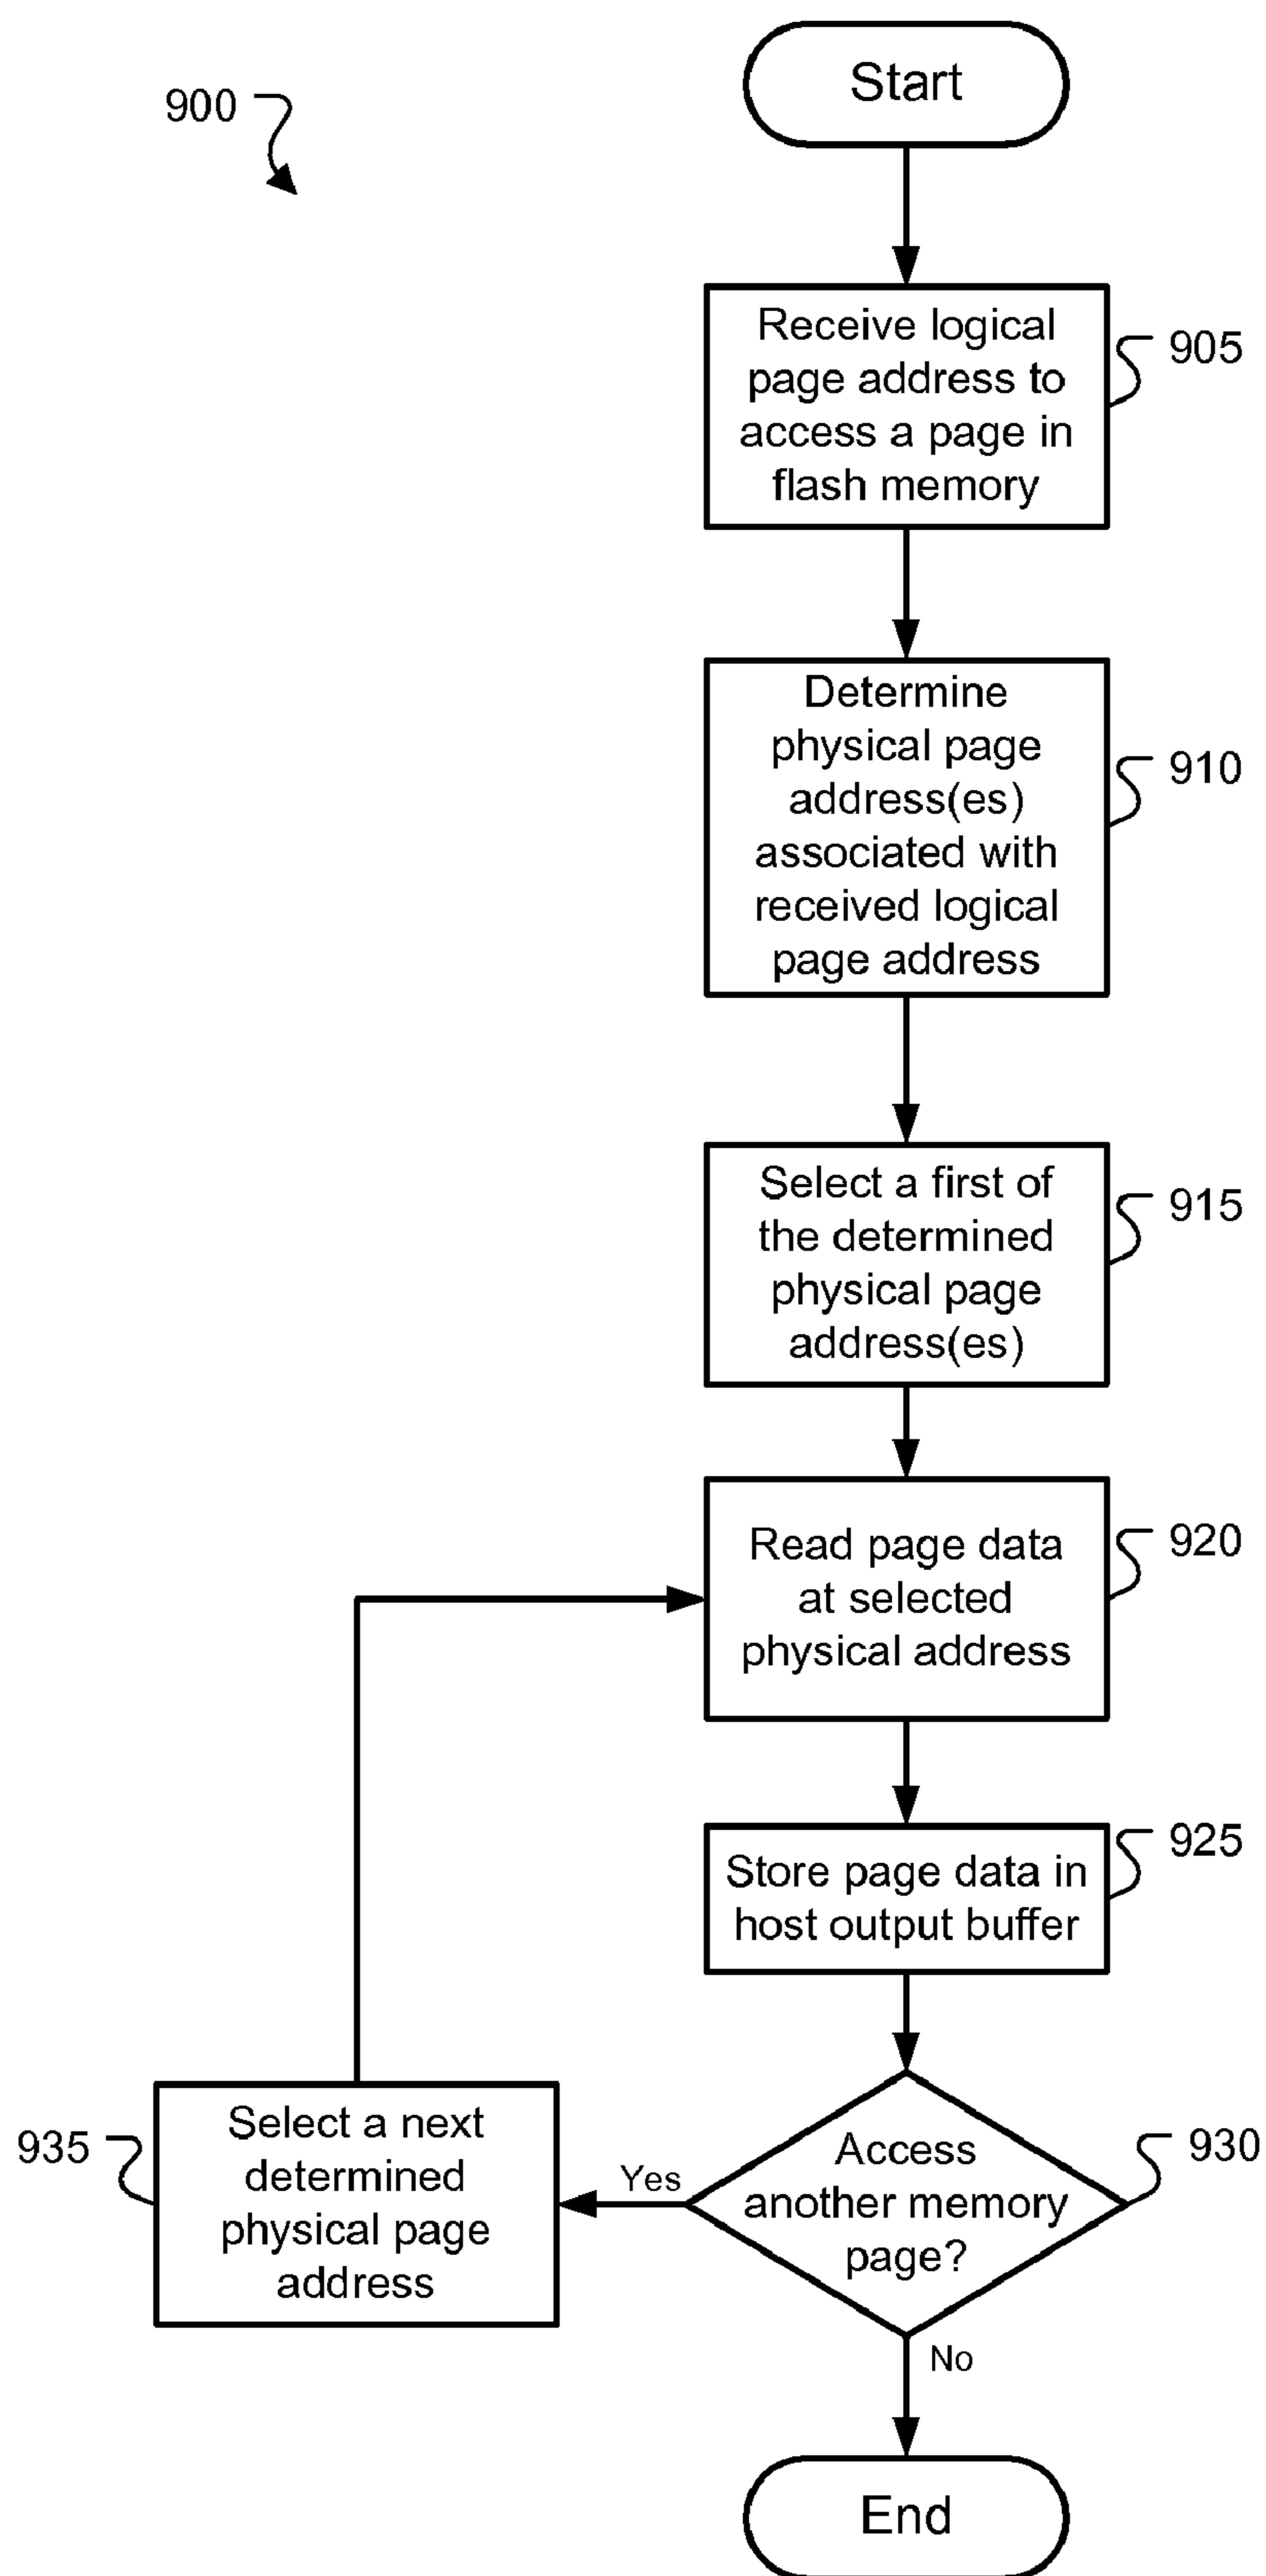 Start
900
Receive logical
page address to
access a page in
flash memory
905
Determine
physical page
address(es)
associated with
received logical
page address
910
Select a first of
the determined
physical page
address(es)
915
Read page data
at selected
physical address
920
Store page data in
host output buffer
925
Access
another memory
page?
930
Yes
Select a next
determined
physical page
address
935
No
End